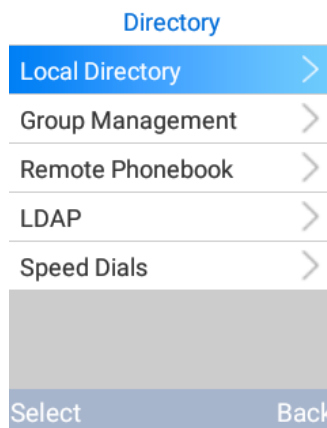 Directory
Local Directory
Group Management
Remote Phonebook
LDAP
Speed Dials
Select Back